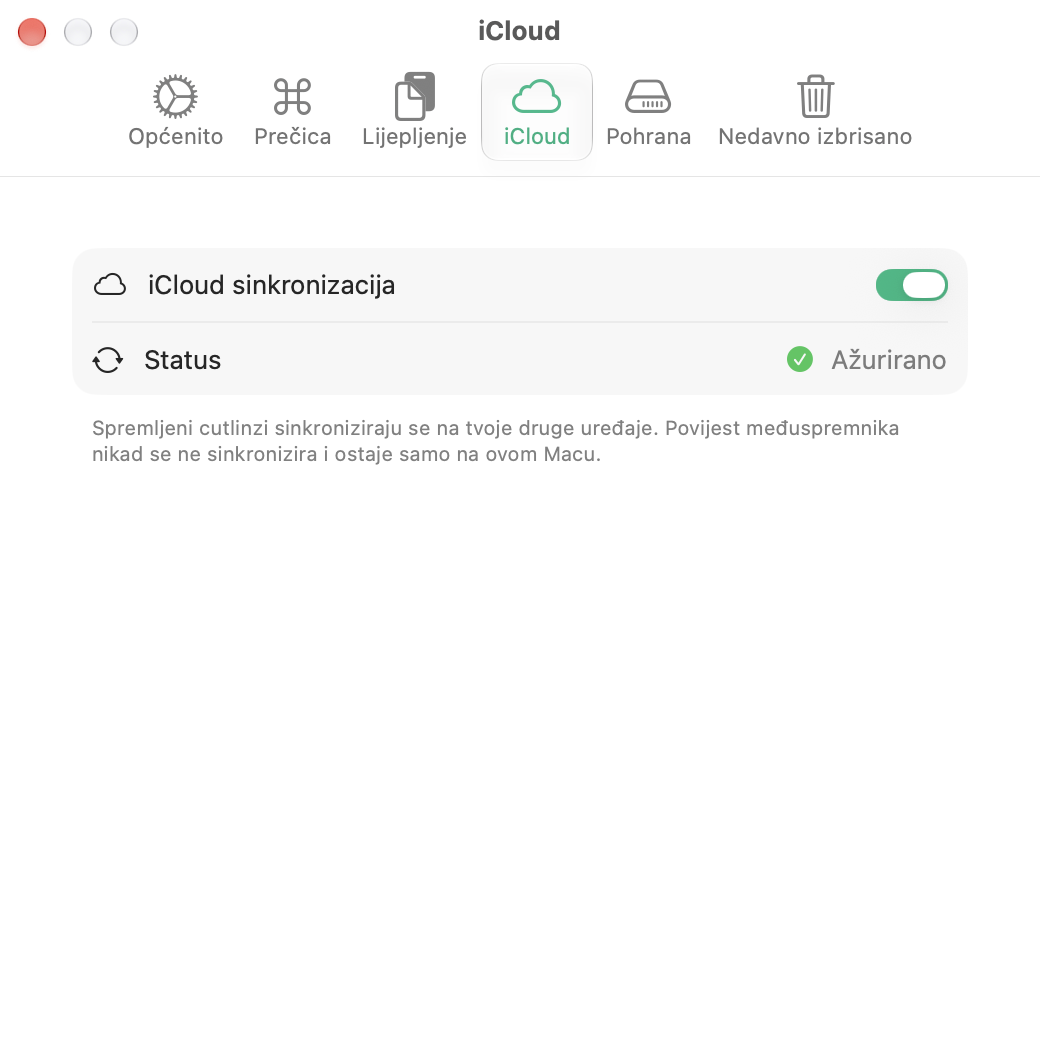 iCloud
Općenito
Prečica
Lijepljenje
iCloud
Pohrana
Nedavno izbrisano
iCloud sinkronizacija
Status
Ažurirano
Spremljeni cutlinzi sinkroniziraju se na tvoje druge uređaje. Povijest međuspremnika
nikad se ne sinkronizira i ostaje samo na ovom Macu.